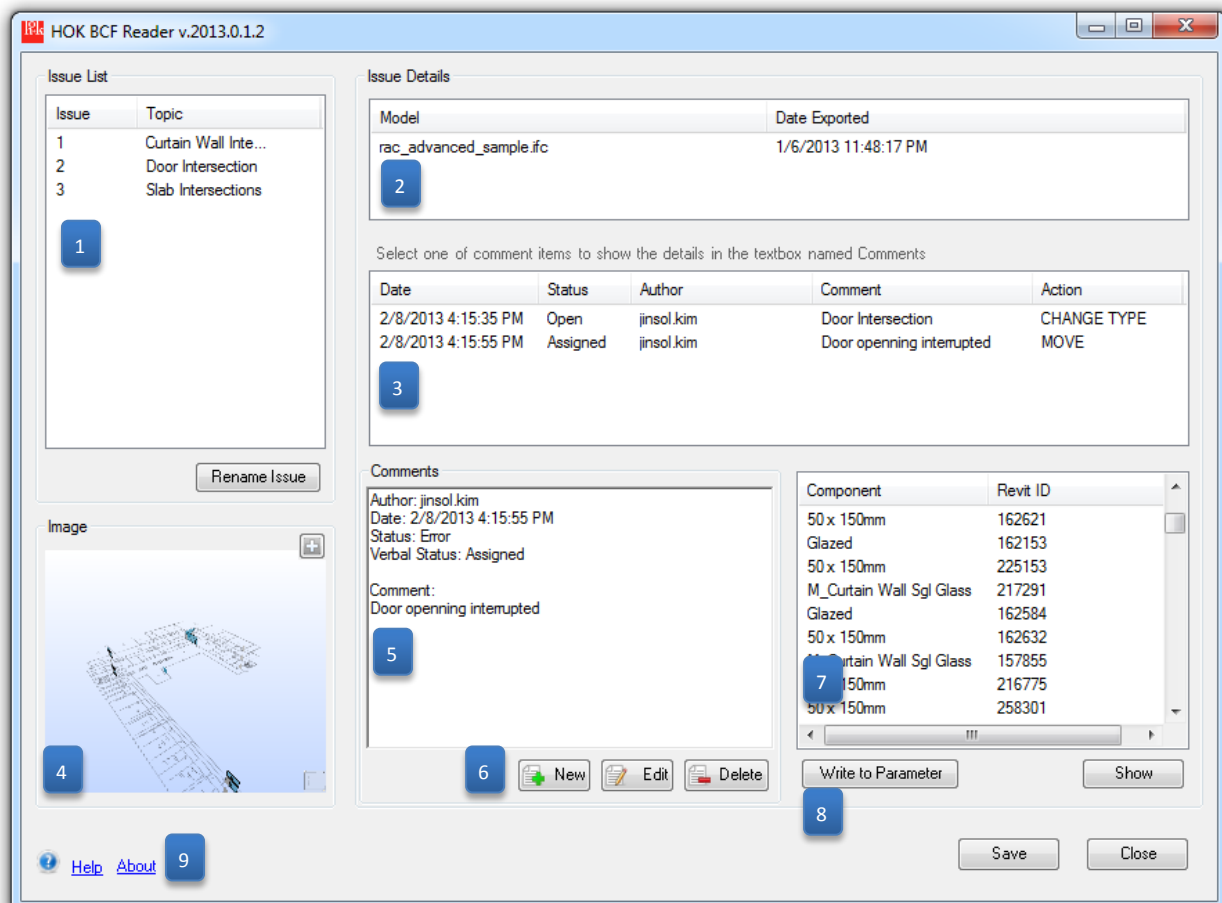 HOK BCF Reader v.2013.0.1.2
Issue List
Issue Topic
1 Curtain Wall Inte...
2 Door Intersection
3 Slab Intersections
1
Rename Issue
Image
4
Issue Details
Model Date Exported
rac_advanced_sample.ifc 1/6/2013 11:48:17 PM
2
Select one of comment items to show the details in the textbox named Comments
Date Status Author Comment Action
2/8/2013 4:15:35 PM Open jinsol.kim Door Intersection CHANGE TYPE
2/8/2013 4:15:55 PM Assigned jinsol.kim Door openning interrupted MOVE
3
Comments
Author: jinsol.kim
Date: 2/8/2013 4:15:55 PM
Status: Error
Verbal Status: Assigned
Comment:
Door openning interrupted
5
6 New Edit Delete
Component Revit ID
50 x 150mm 162621
Glazed 162153
50 x 150mm 225153
M_Curtain Wall Sgl Glass 217291
Glazed 162584
50 x 150mm 162632
Curtain Wall Sgl Glass 157855
7 150mm 216775
50 x 150mm 258301
Write to Parameter Show
8
Help About 9
Save Close